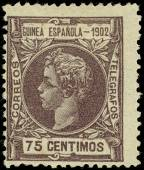 GUINEA ESPAÑOLA-1902
CORREOS
TELEGRAFOS
75 CENTIMOS